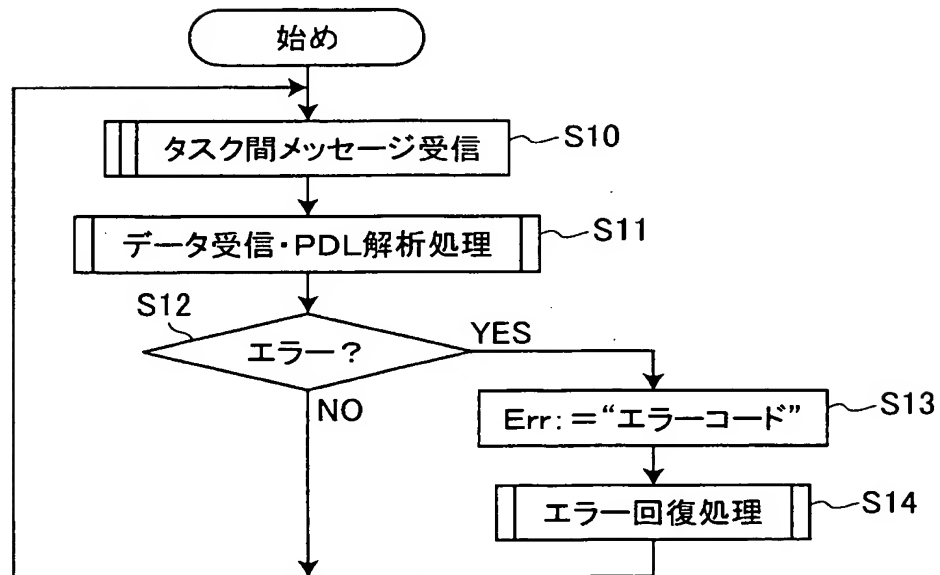 始め
タスク間メッセージ受信
S10
データ受信・PDL解析処理
S11
S12
エラー？
YES
NO
Err:=“エラーコード”
S13
エラー回復処理
S14